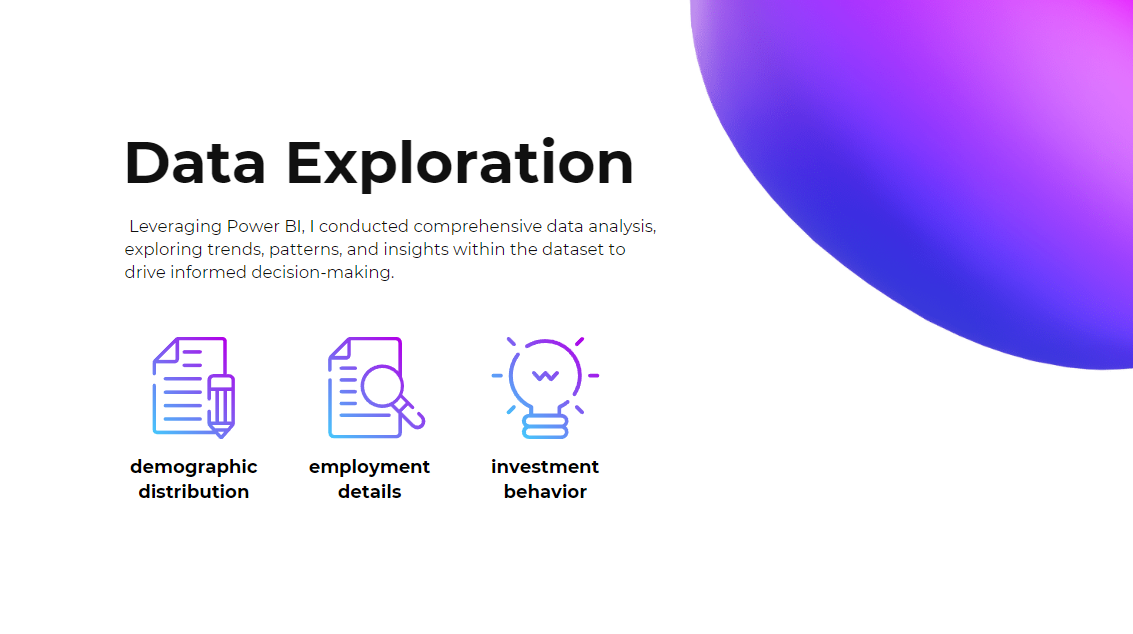 Data Exploration
Leveraging Power BI, I conducted comprehensive data analysis,
exploring trends, patterns, and insights within the dataset to
drive informed decision-making.
demographic
distribution
employment
details
investment
behavior